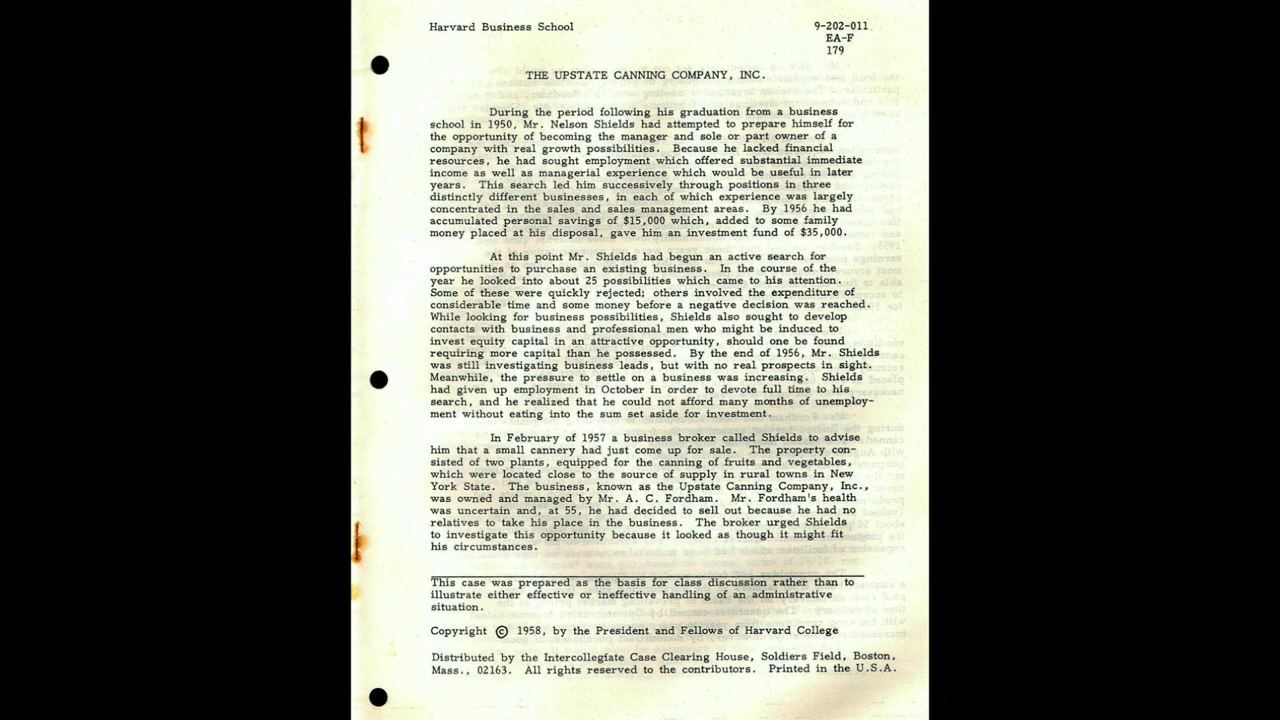 Harvard Business School
9-202-011
EA-F
179
THE UPSTATE CANNING COMPANY, INC.
During the period following his graduation from a business
school in 1950, Mr. Nelson Shields had attempted to prepare himself for
the opportunity of becoming the manager and sole or part owner of a
company with real growth possibilities. Because he lacked financial
resources, he had sought employment which offered substantial immediate
income as well as managerial experience which would be useful in later
years. This search led him successively through positions in three
distinctly different businesses, in each of which experience was largely
concentrated in the sales and sales management areas. By 1956 he had
accumulated personal savings of $15,000 which, added to some family
money placed at his disposal, gave him an investment fund of $35,000.
At this point Mr. Shields had begun an active search for
opportunities to purchase an existing business. In the course of the
year he looked into about 25 possibilities which came to his attention.
Some of these were quickly rejected; others involved the expenditure of
considerable time and some money before a negative decision was reached.
While looking for business possibilities, Shields also sought to develop
contacts with business and professional men who might be induced to
invest equity capital in an attractive opportunity, should one be found
requiring more capital than he possessed. By the end of 1956, Mr. Shields
was still investigating business leads, but with no real prospects in sight.
Meanwhile, the pressure to settle on a business was increasing. Shields
had given up employment in October in order to devote full time to his
search, and he realized that he could not afford many months of unemploy-
ment without eating into the sum set aside for investment.
In February of 1957 a business broker called Shields to advise
him that a small cannery had just come up for sale. The property con-
sisted of two plants, equipped for the canning of fruits and vegetables,
which were located close to the source of supply in rural towns in New
York State. The business, known as the Upstate Canning Company, Inc.,
was owned and managed by Mr. A. C. Fordham. Mr. Fordham's health
was uncertain and, at 55, he had decided to sell out because he had no
relatives to take his place in the business. The broker urged Shields
to investigate this opportunity because it looked as though it might fit
his circumstances.
This case was prepared as the basis for class discussion rather than to
illustrate either effective or ineffective handling of an administrative
situation.
Copyright © 1958, by the President and Fellows of Harvard College
Distributed by the Intercollegiate Case Clearing House, Soldiers Field, Boston,
Mass., 02163. All rights reserved to the contributors. Printed in the U.S.A.